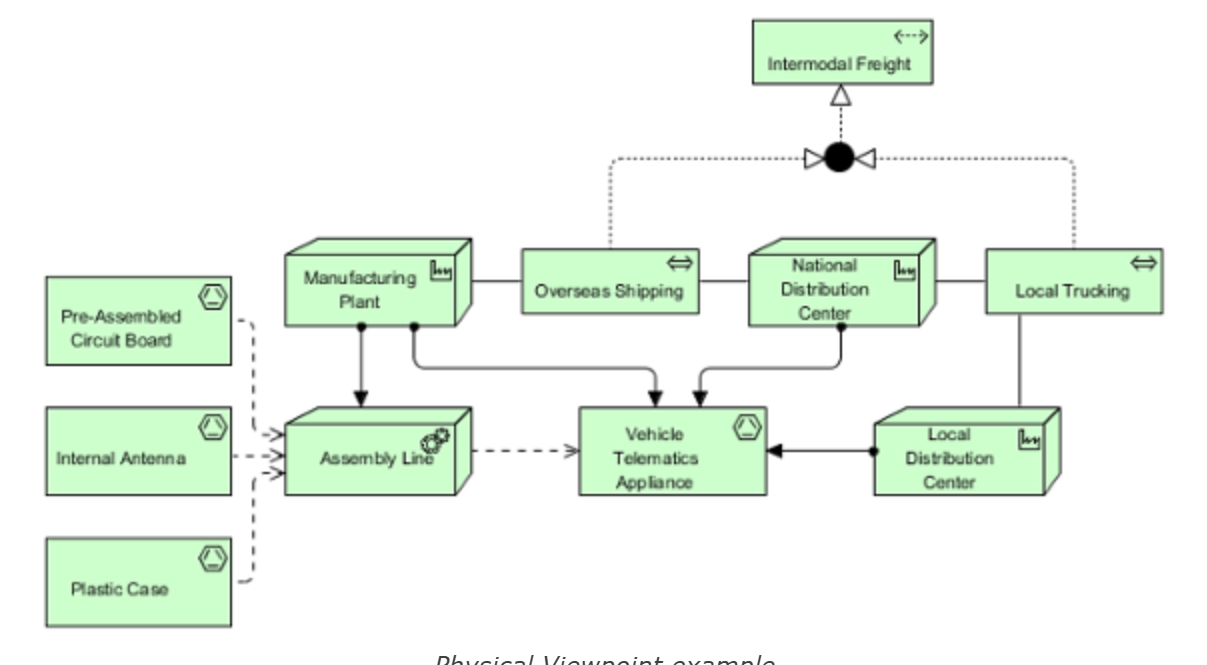 Intermodal Freight
Manufacturing
Plant
Overseas Shipping
National
Distribution
Center
Local Trucking
Pre-Assembled
Circuit Board
Internal Antenna
Assembly Line
Vehicle
Telematics
Appliance
Local
Distribution
Center
Plastic Case
Physical Viewpoint example